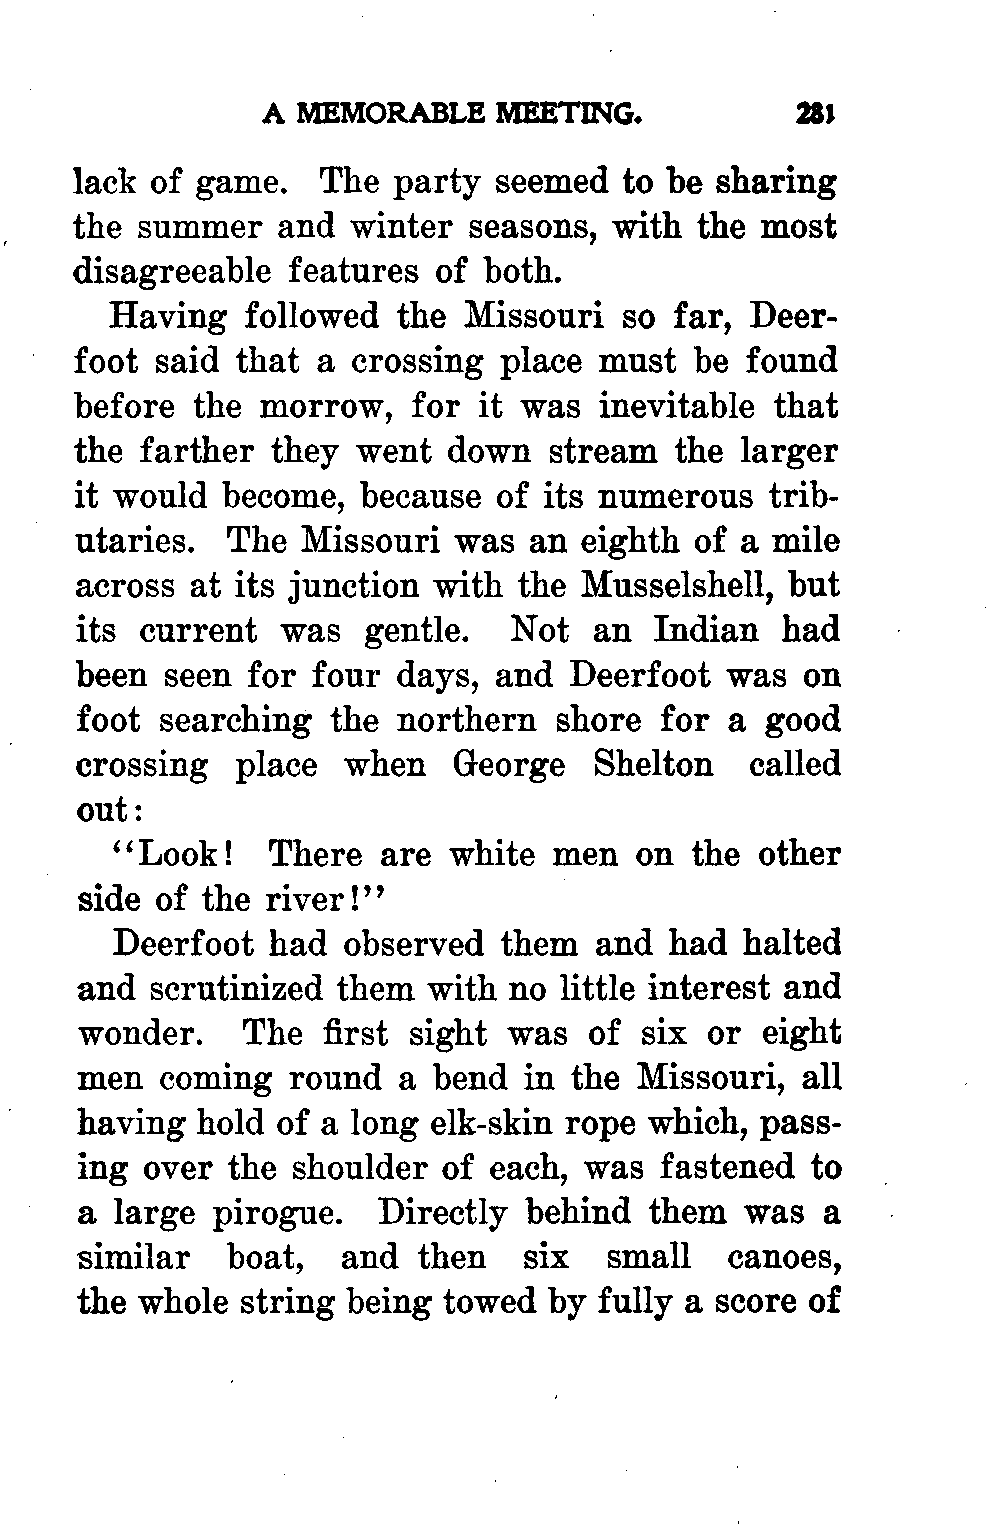 A MEMORABLE MEETING. 281
lack of game. The party seemed to be sharing
the summer and winter seasons, with the most
disagreeable features of both.
Having followed the Missouri so far, Deer-
foot said that a crossing place must be found
before the morrow, for it was inevitable that
the farther they went down stream the larger
it would become, because of its numerous trib-
utaries. The Missouri was an eighth of a mile
across at its junction with the Musselshell, but
its current was gentle. Not an Indian had
been seen for four days, and Deerfoot was on
foot searching the northern shore for a good
crossing place when George Shelton called
out:
“Look! There are white men on the other
side of the river!”
Deerfoot had observed them and had halted
and scrutinized them with no little interest and
wonder. The first sight was of six or eight
men coming round a bend in the Missouri, all
having hold of a long elk-skin rope which, pass-
ing over the shoulder of each, was fastened to
a large pirogue. Directly behind them was a
similar boat, and then six small canoes,
the whole string being towed by fully a score of